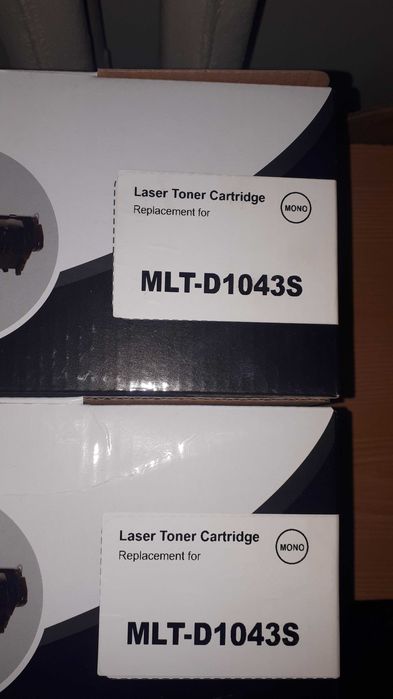 Laser Toner Cartridge
Replacement for
MONO
MLT-D1043S
Laser Toner Cartridge
Replacement for
MONO
MLT-D1043S